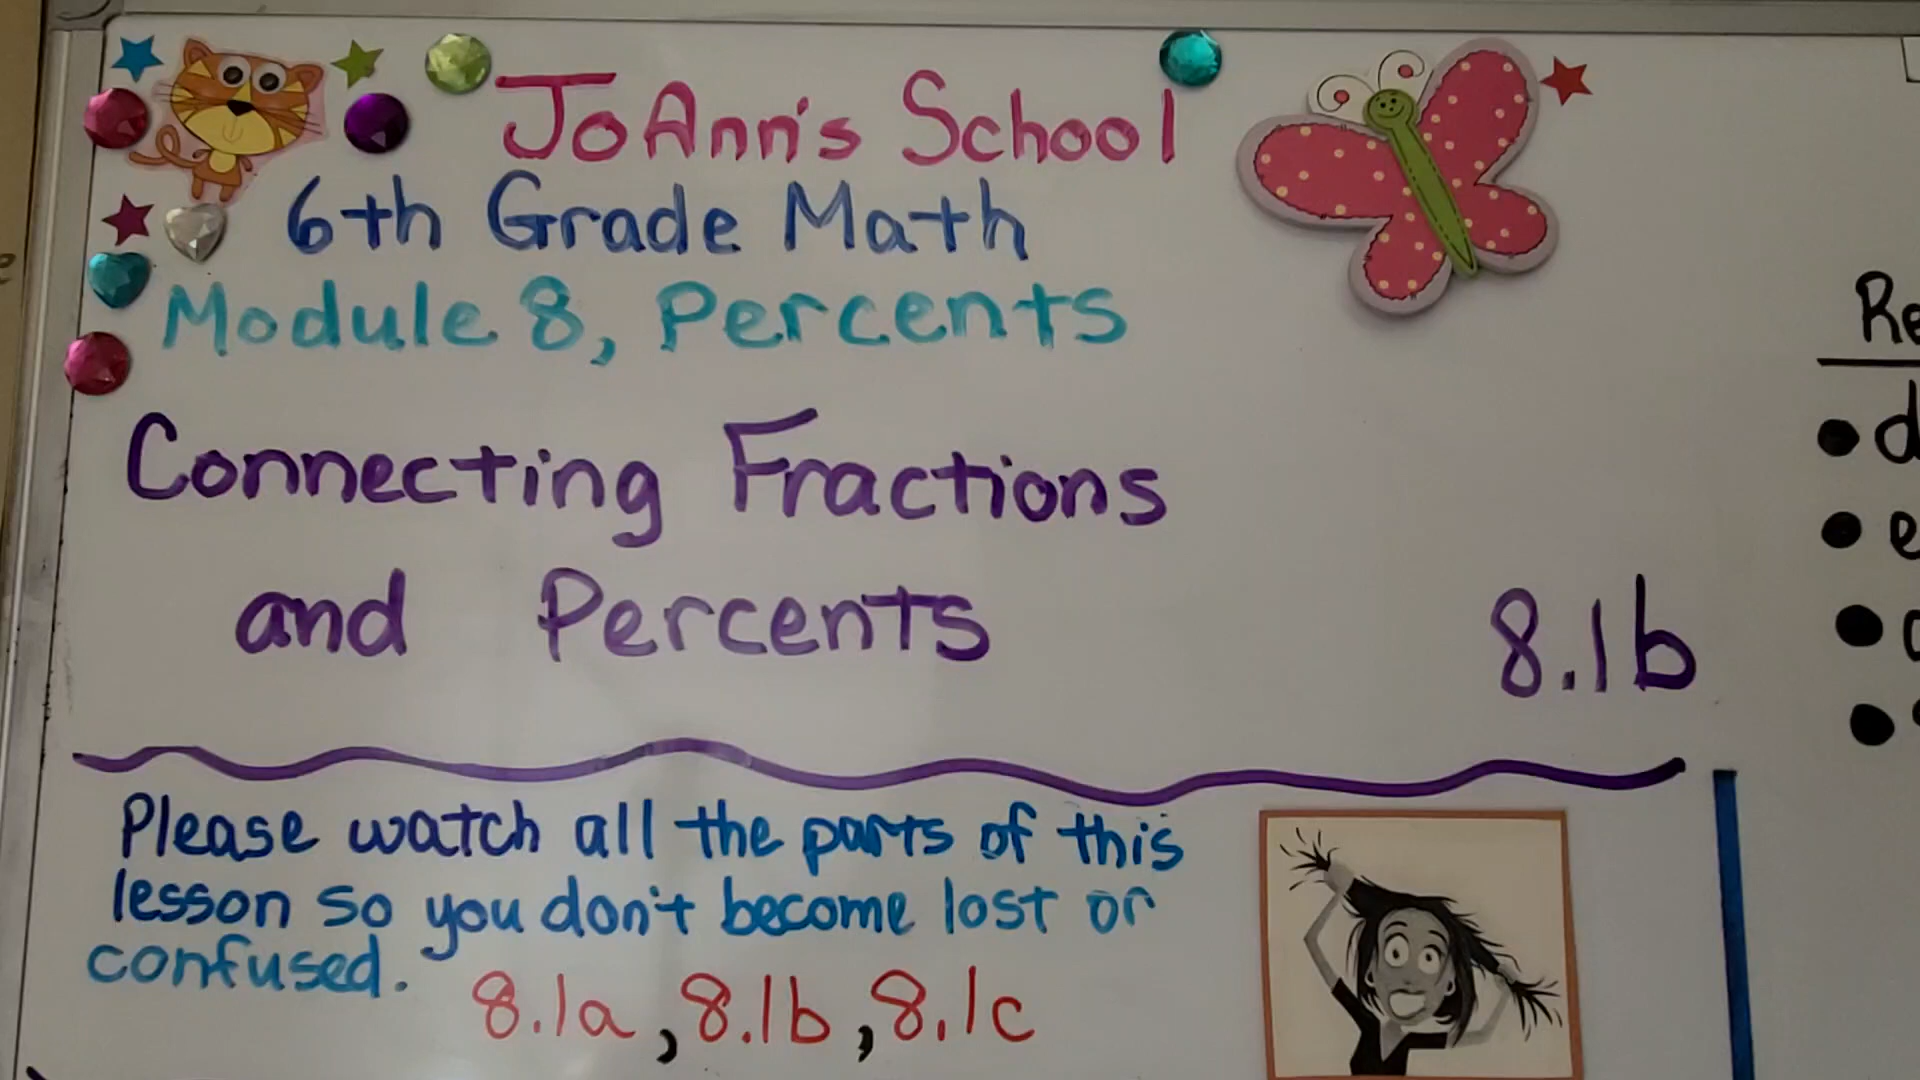 JoAnn's School
6th Grade Math
Module 8, Percents
Connecting Fractions
and Percents
8.1b
Please watch all the parts of this
lesson so you don't become lost or
confused.
8.1a, 8.1b, 8.1c